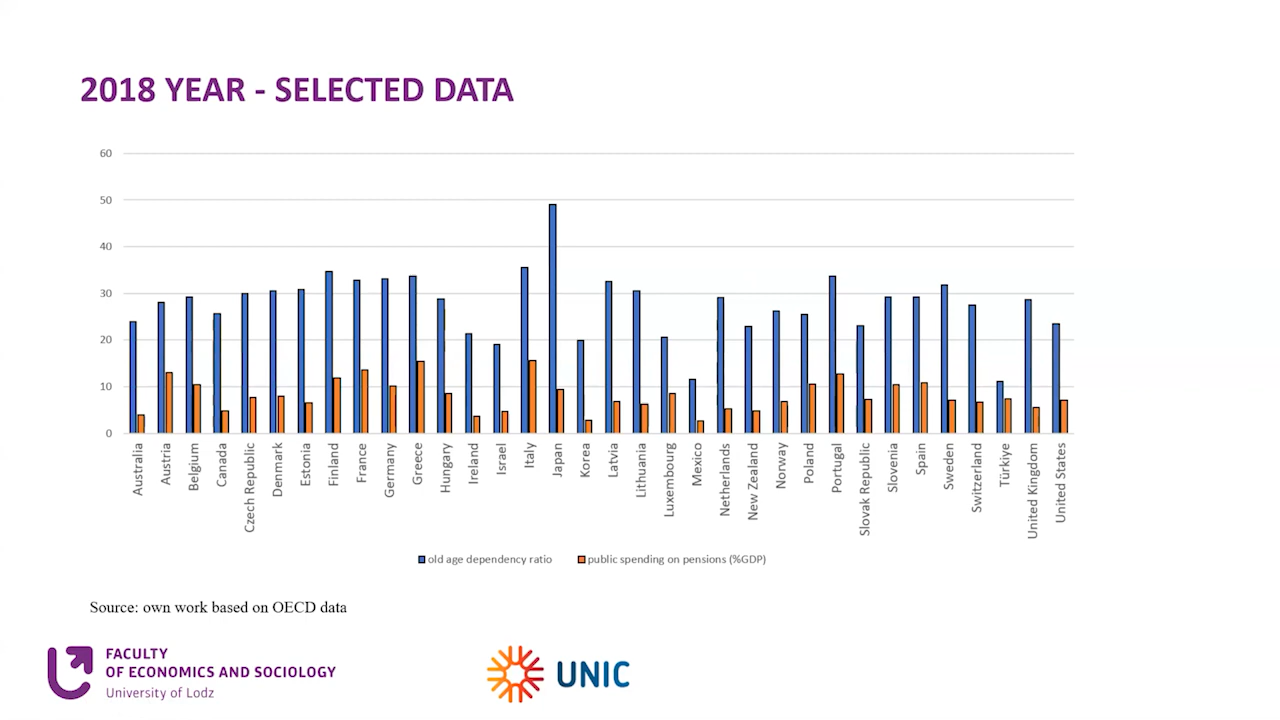 2018 YEAR - SELECTED DATA
60
50
40
30
20
10
0
Australia
Austria
Belgium
Canada
Czech Republic
Denmark
Estonia
Finland
France
Germany
Greece
Hungary
Ireland
Israel
Italy
Japan
Korea
Latvia
Lithuania
Luxembourg
Mexico
Netherlands
New Zealand
Norway
Poland
Portugal
Slovak Republic
Slovenia
Spain
Sweden
Switzerland
Türkiye
United Kingdom
United States
old age dependency ratio
public spending on pensions (%GDP)
Source: own work based on OECD data
FACULTY
OF ECONOMICS AND SOCIOLOGY
University of Lodz
UNIC